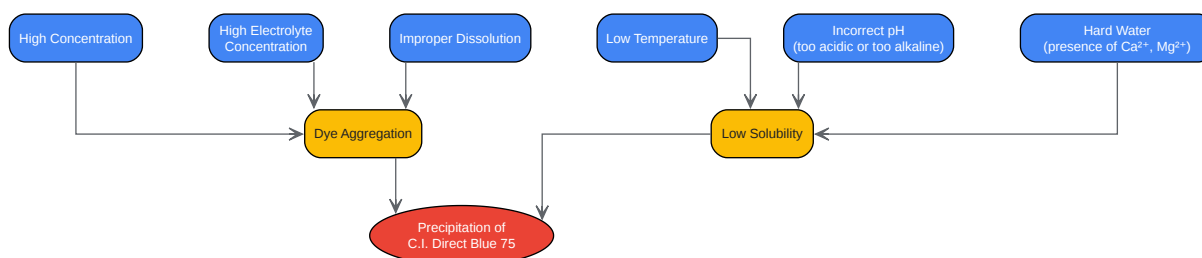 High Concentration
High Electrolyte
Concentration
Improper Dissolution
Low Temperature
Incorrect pH
(too acidic or too alkaline)
Hard Water
(presence of Ca²⁺, Mg²⁺)
Dye Aggregation
Low Solubility
Precipitation of
C.I. Direct Blue 75